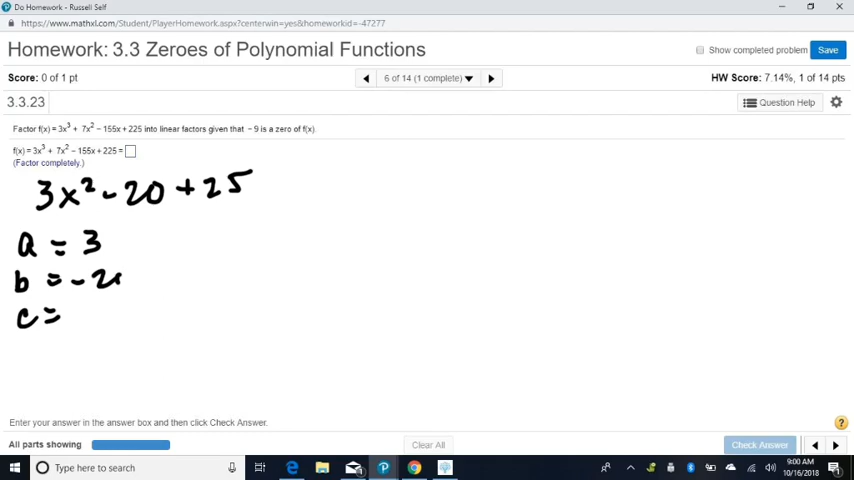 Do Homework - Russell Self
https://www.mathxl.com/Student/PlayerHomework.aspx?centerwin=yes&homeworkid=-47277
Homework: 3.3 Zeroes of Polynomial Functions
Show completed problem
Save
Score: 0 of 1 pt
6 of 14 (1 complete)
HW Score: 7.14%, 1 of 14 pts
3.3.23
Question Help
Factor f(x) = 3x³ + 7x² − 155x + 225 into linear factors given that − 9 is a zero of f(x).
f(x) = 3x³ + 7x² − 155x + 225 =
(Factor completely.)
3x² - 20 + 25
a = 3
b = - 20
c =
Enter your answer in the answer box and then click Check Answer.
?
All parts showing
Clear All
Check Answer
Type here to search
9:00 AM
10/16/2018